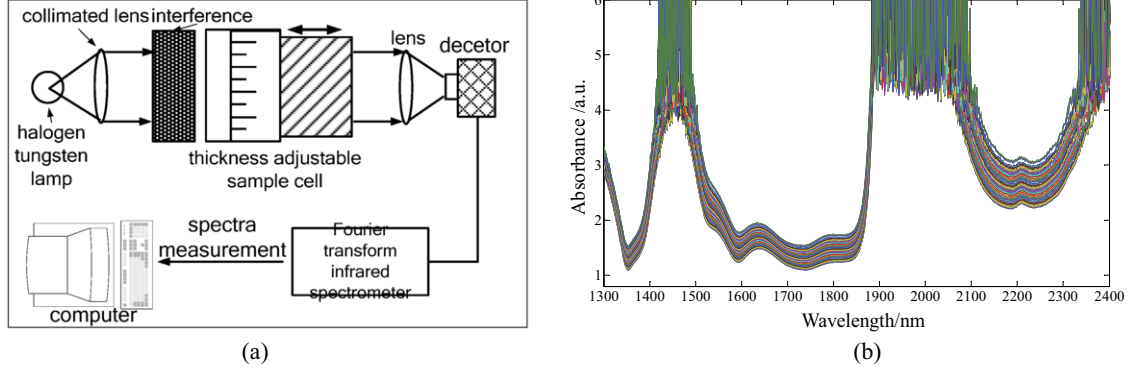 collimated lens interference
lens
decetor
halogen
tungsten
lamp
thickness adjustable
sample cell
spectra
measurement
Fourier
transform
infrared
spectrometer
computer
(a)
6
5
4
3
2
1
Absorbance /a.u.
1300 1400 1500 1600 1700 1800 1900 2000 2100 2200 2300 2400
Wavelength/nm
(b)